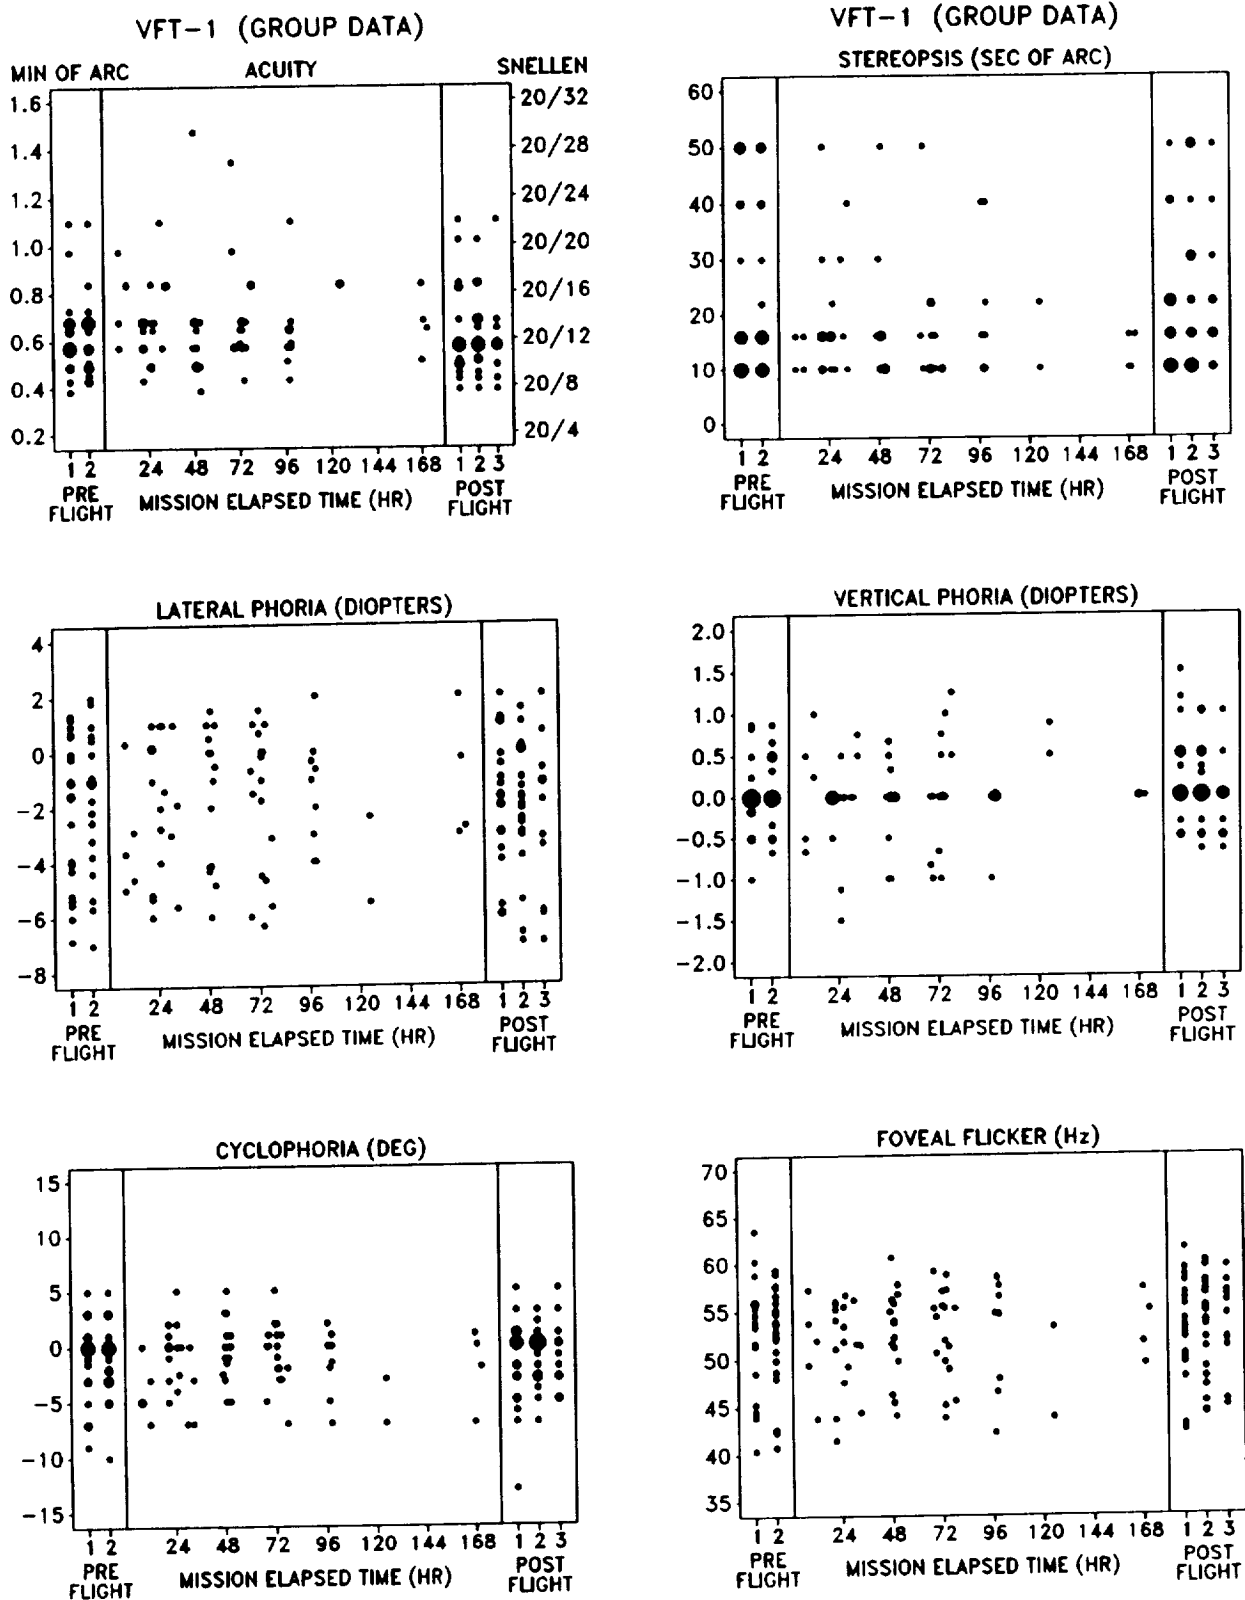 VFT-1 (GROUP DATA)
MIN OF ARC ACUITY SNELLEN
1.6
1.4
1.2
1.0
0.8
0.6
0.4
0.2
20/32
20/28
20/24
20/20
20/16
20/12
20/8
20/4
1 2 24 48 72 96 120 144 168 1 2 3
PRE
FLIGHT
MISSION ELAPSED TIME (HR)
POST
FLIGHT
VFT-1 (GROUP DATA)
STEREOPSIS (SEC OF ARC)
60
50
40
30
20
10
0
1 2 24 48 72 96 120 144 168 1 2 3
PRE
FLIGHT
MISSION ELAPSED TIME (HR)
POST
FLIGHT
LATERAL PHORIA (DIOPTERS)
4
2
0
-2
-4
-6
-8
1 2 24 48 72 96 120 144 168 1 2 3
PRE
FLIGHT
MISSION ELAPSED TIME (HR)
POST
FLIGHT
VERTICAL PHORIA (DIOPTERS)
2.0
1.5
1.0
0.5
0.0
-0.5
-1.0
-1.5
-2.0
1 2 24 48 72 96 120 144 168 1 2 3
PRE
FLIGHT
MISSION ELAPSED TIME (HR)
POST
FLIGHT
CYCLOPHORIA (DEG)
15
10
5
0
-5
-10
-15
1 2 24 48 72 96 120 144 168 1 2 3
PRE
FLIGHT
MISSION ELAPSED TIME (HR)
POST
FLIGHT
FOVEAL FLICKER (Hz)
70
65
60
55
50
45
40
35
1 2 24 48 72 96 120 144 168 1 2 3
PRE
FLIGHT
MISSION ELAPSED TIME (HR)
POST
FLIGHT